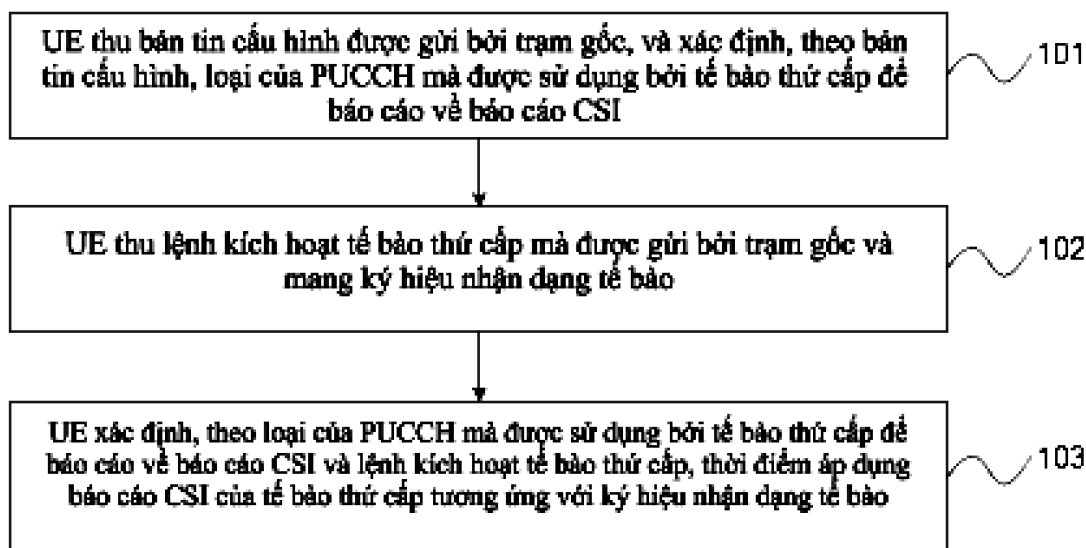 UE thu bản tin cấu hình được gửi bởi trạm gốc, và xác định, theo bản
tin cấu hình, loại của PUCCH mà được sử dụng bởi tế bào thứ cấp để
báo cáo về báo cáo CSI
101
UE thu lệnh kích hoạt tế bào thứ cấp mà được gửi bởi trạm gốc và
mang ký hiệu nhận dạng tế bào
102
UE xác định, theo loại của PUCCH mà được sử dụng bởi tế bào thứ cấp để
báo cáo về báo cáo CSI và lệnh kích hoạt tế bào thứ cấp, thời điểm áp dụng
báo cáo CSI của tế bào thứ cấp tương ứng với ký hiệu nhận dạng tế bào
103